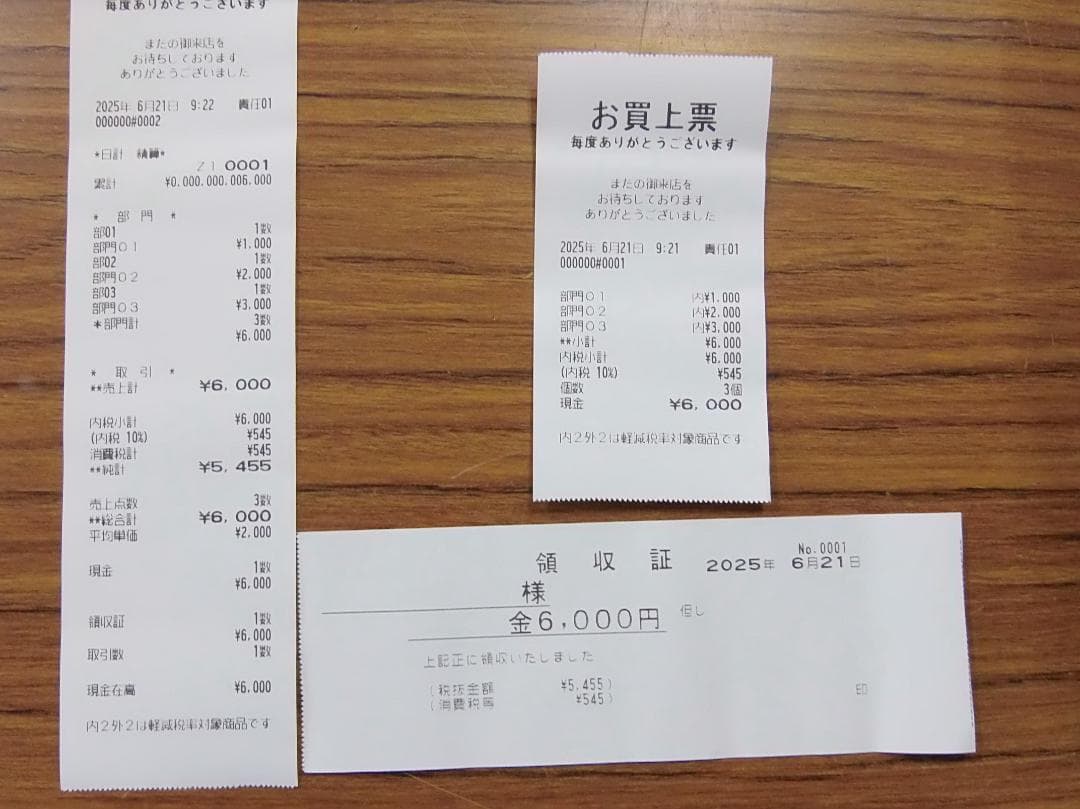 毎度ありがとうございます
またの御来店を
お待ちしております
ありがとうございました
2025年 6月21日 9:22 責任01
000000#0002
*日計 精算*
Z1 0001
累計 ¥0.000.000.006.000
* 部 門 *
部01 1数
部門01 ¥1.000
部02 1数
部門02 ¥2.000
部03 1数
部門03 ¥3.000
*部門計 3数
¥6.000
* 取 引 *
**売上計 ¥6,000
内税小計 ¥6.000
(内税 10%) ¥545
消費税計 ¥545
**純計 ¥5,455
売上点数 3数
**総合計 ¥6,000
平均単価 ¥2.000
現金 1数
¥6.000
領収証 1数
¥6.000
取引数 1数
現金在高 ¥6.000
内2外2は軽減税率対象商品です
お買上票
毎度ありがとうございます
またの御来店を
お待ちしております
ありがとうございました
2025年 6月21日 9:21 責任01
000000#0001
部門01 内¥1.000
部門02 内¥2.000
部門03 内¥3.000
**小計 ¥6.000
内税小計 ¥6.000
(内税 10%) ¥545
個数 3個
現金 ¥6,000
内2外2は軽減税率対象商品です
No.0001
領 収 証 2025年 6月21日
様
金6,000円 但し
上記正に領収いたしました
(税抜金額 ¥5,455)
(消費税等 ¥545)
印